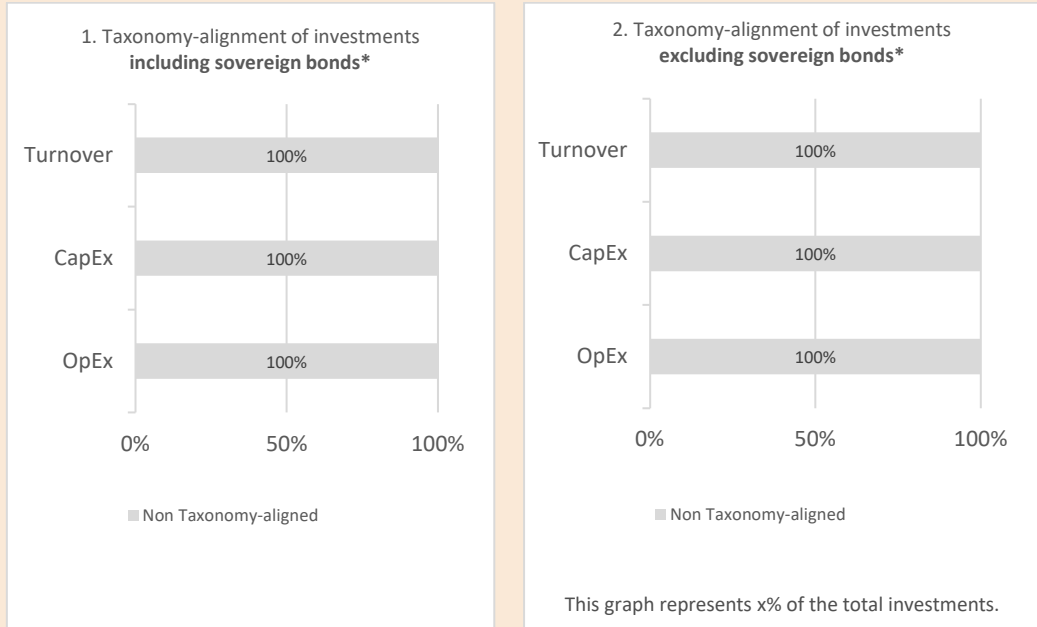 1. Taxonomy-alignment of investments
including sovereign bonds*
Turnover
100%
CapEx
100%
OpEx
100%
0% 50% 100%
Non Taxonomy-aligned
2. Taxonomy-alignment of investments
excluding sovereign bonds*
Turnover
100%
CapEx
100%
OpEx
100%
0% 50% 100%
Non Taxonomy-aligned
This graph represents x% of the total investments.